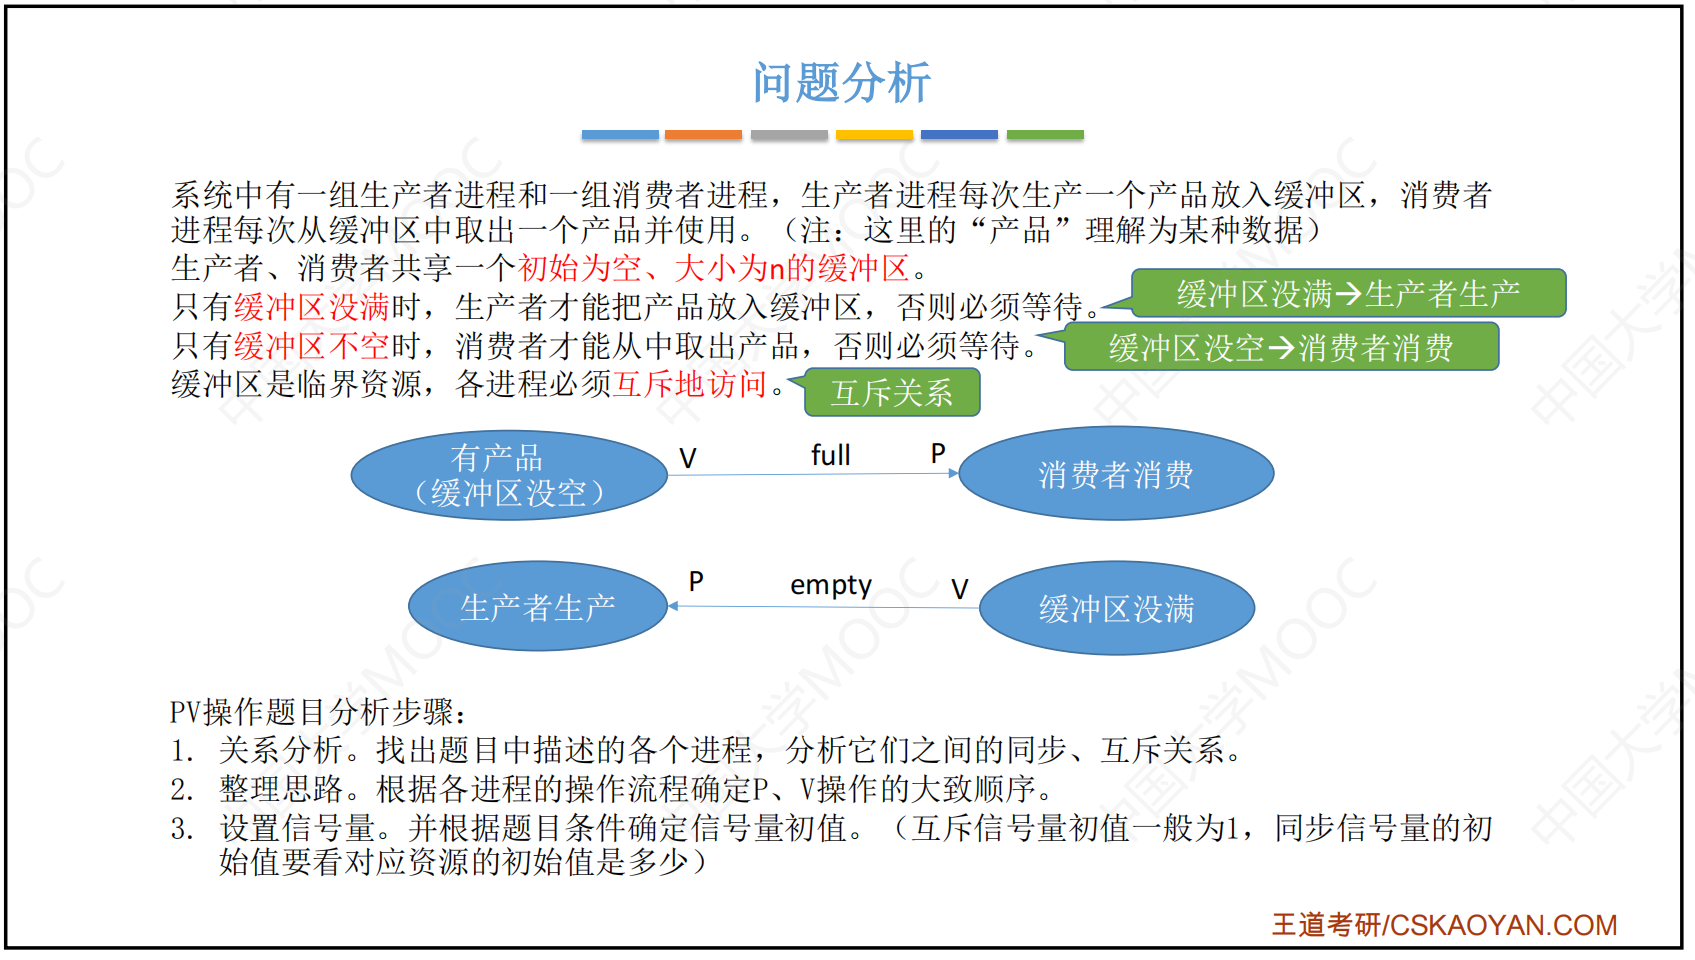 问题分析
系统中有一组生产者进程和一组消费者进程，生产者进程每次生产一个产品放入缓冲区，消费者
进程每次从缓冲区中取出一个产品并使用。（注：这里的“产品”理解为某种数据）
生产者、消费者共享一个初始为空、大小为n的缓冲区。
只有缓冲区没满时，生产者才能把产品放入缓冲区，否则必须等待。
缓冲区没满→生产者生产
只有缓冲区不空时，消费者才能从中取出产品，否则必须等待。
缓冲区没空→消费者消费
缓冲区是临界资源，各进程必须互斥地访问。
互斥关系
有产品
（缓冲区没空）
V
full
P
消费者消费
生产者生产
P
empty
V
缓冲区没满
PV操作题目分析步骤：
1. 关系分析。找出题目中描述的各个进程，分析它们之间的同步、互斥关系。
2. 整理思路。根据各进程的操作流程确定P、V操作的大致顺序。
3. 设置信号量。并根据题目条件确定信号量初值。（互斥信号量初值一般为1，同步信号量的初
始值要看对应资源的初始值是多少）
王道考研/CSKAOYAN.COM
中国大学MOOC